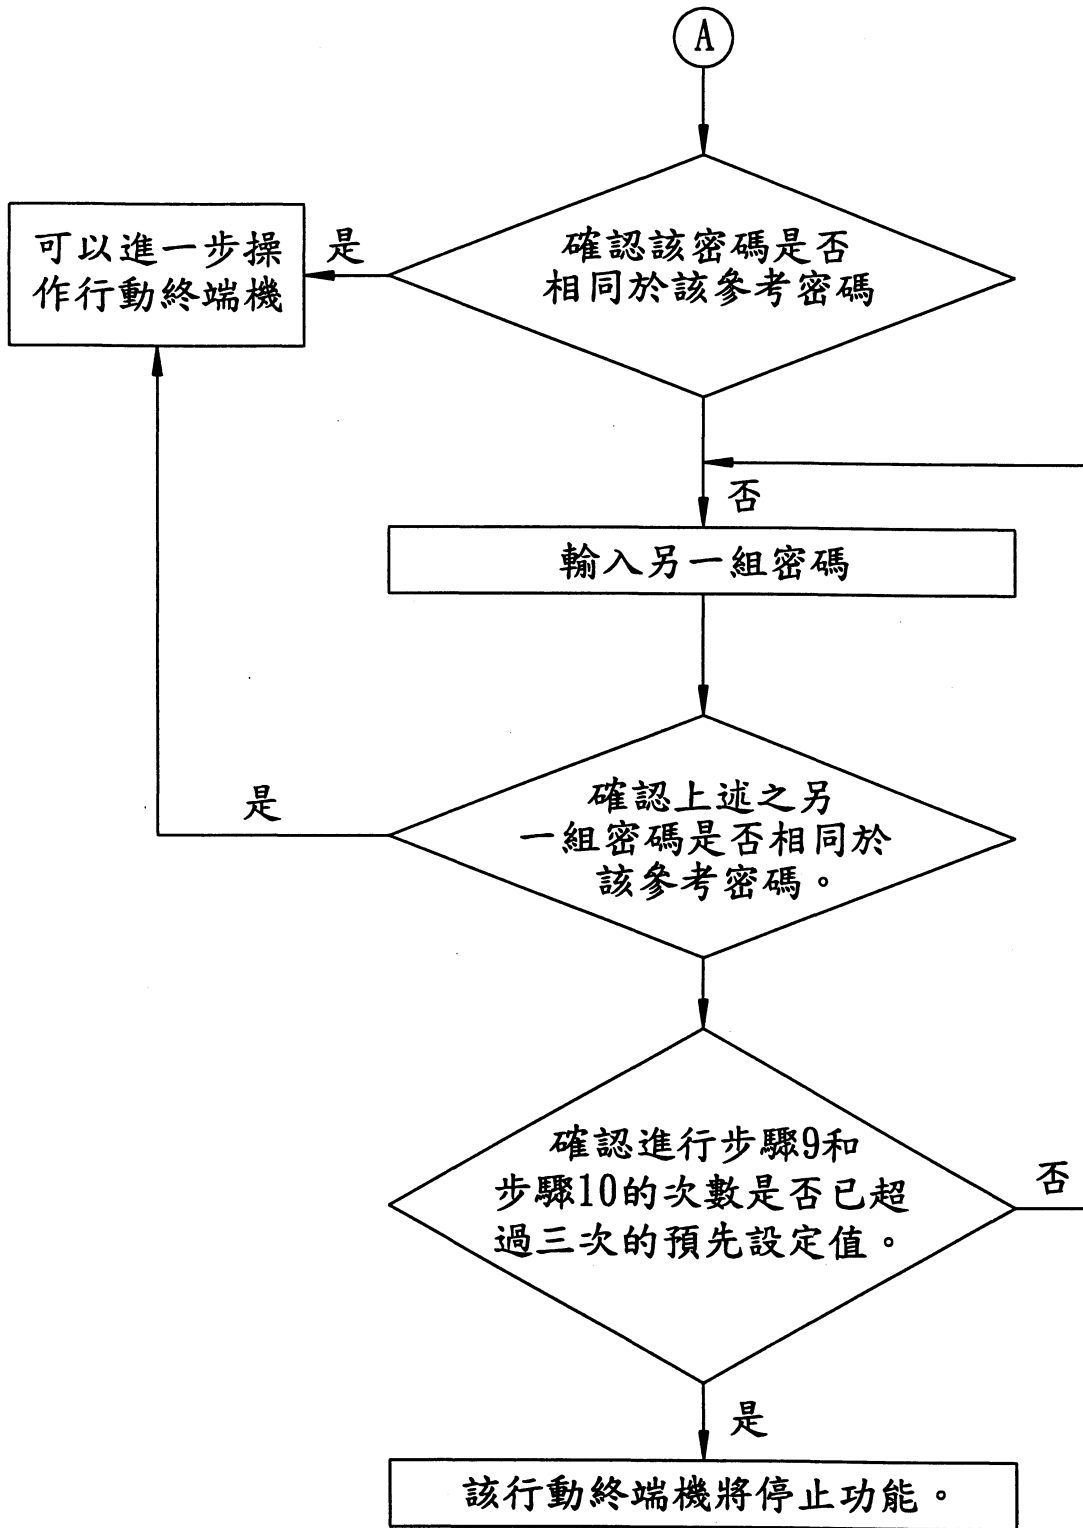 A
確認該密碼是否
相同於該參考密碼
是
可以進一步操
作行動終端機
否
輸入另一組密碼
確認上述之另
一組密碼是否相同於
該參考密碼。
是
確認進行步驟9和
步驟10的次數是否已超
過三次的預先設定值。
否
是
該行動終端機將停止功能。